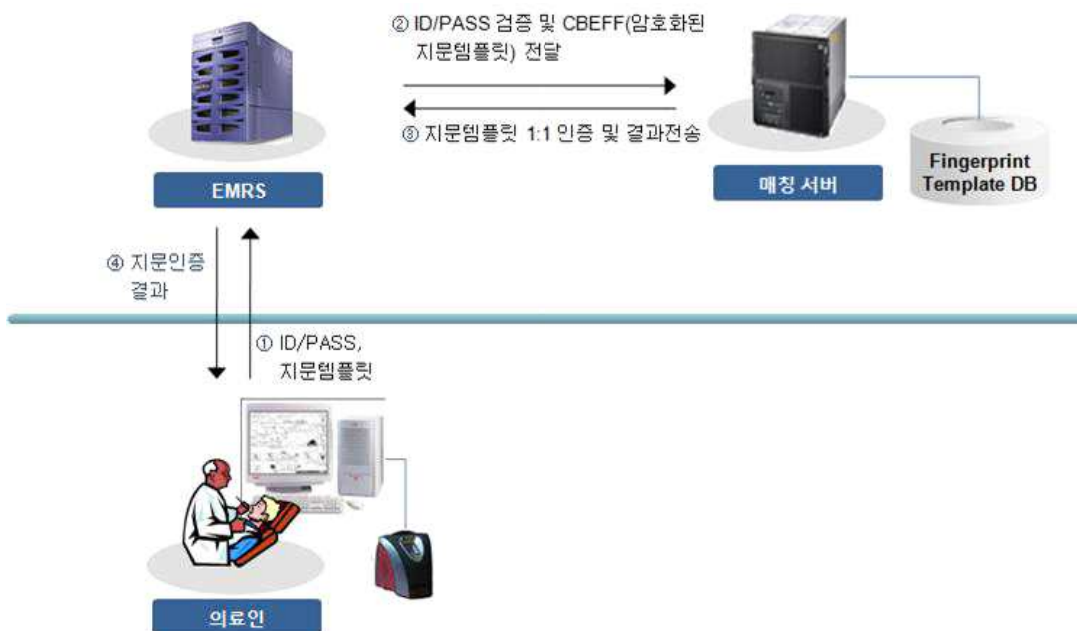 ② ID/PASS 검증 및 CBEFF(암호화된
지문템플릿) 전달
③ 지문템플릿 1:1 인증 및 결과전송
EMRS
매칭 서버
Fingerprint
Template DB
④ 지문인증
결과
① ID/PASS,
지문템플릿
의료인